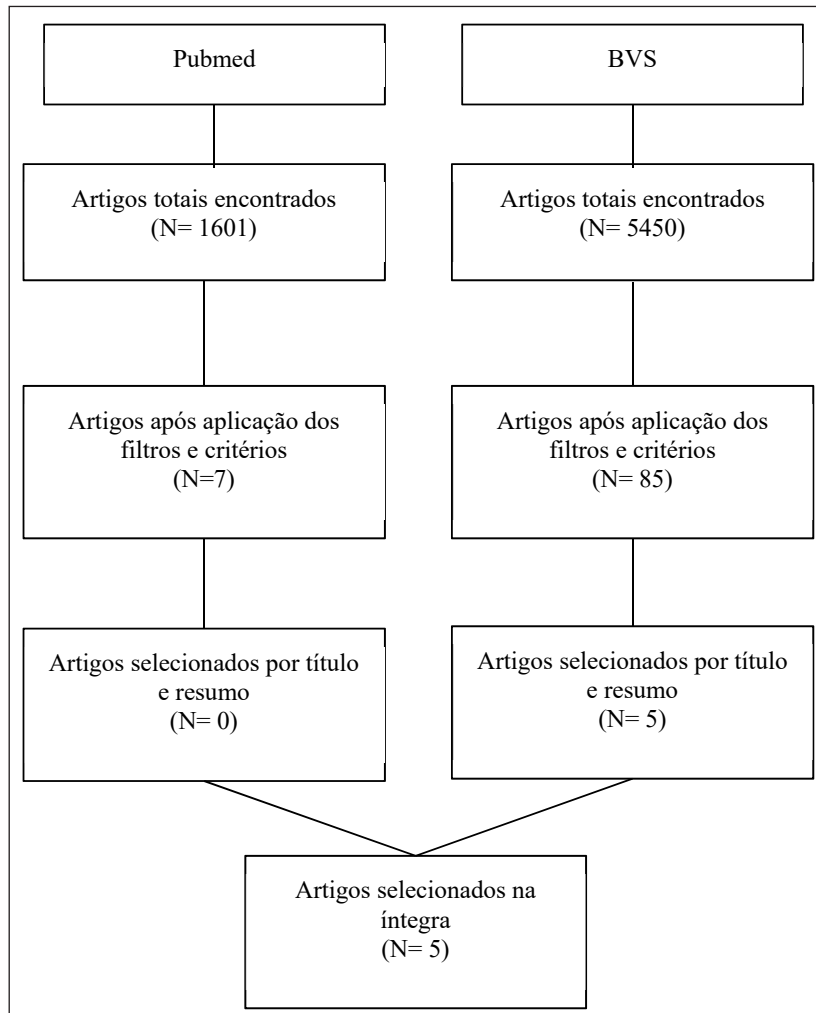 Pubmed
BVS
Artigos totais encontrados
(N= 1601)
Artigos totais encontrados
(N= 5450)
Artigos após aplicação dos
filtros e critérios
(N=7)
Artigos após aplicação dos
filtros e critérios
(N= 85)
Artigos selecionados por título
e resumo
(N= 0)
Artigos selecionados por título
e resumo
(N= 5)
Artigos selecionados na
íntegra
(N= 5)